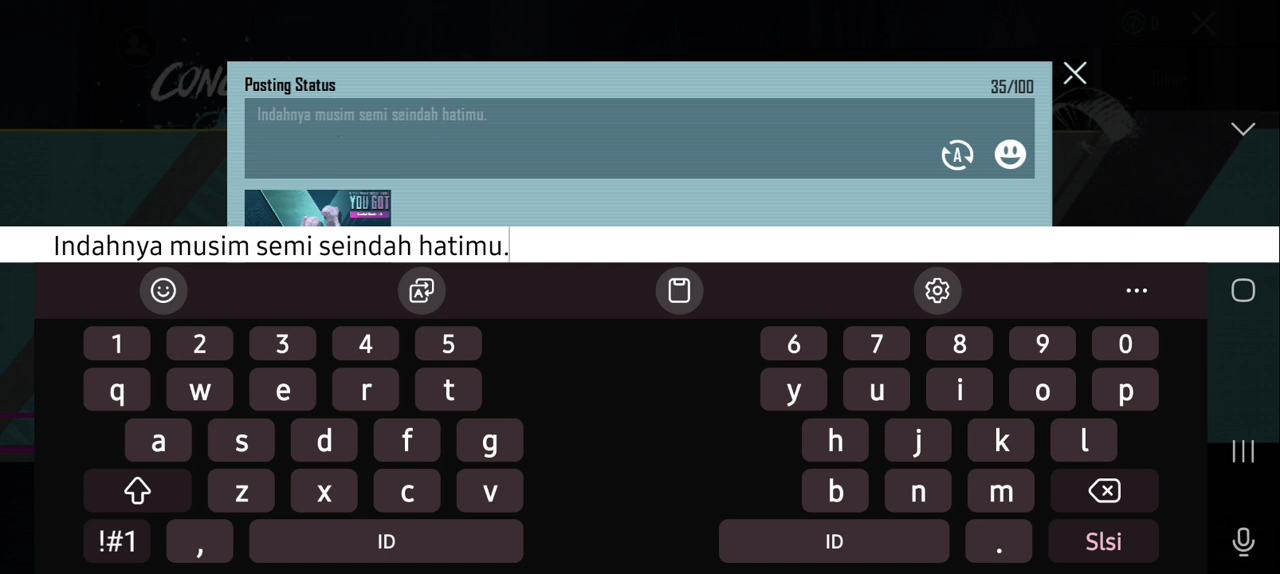 Posting Status
35/100
Indahnya musim semi seindah hatimu.
A
YOU GOT
Indahnya musim semi seindah hatimu.
A
1 2 3 4 5 6 7 8 9 0
q w e r t y u i o p
a s d f g h j k l
z x c v b n m
!#1 , ID ID . Slsi